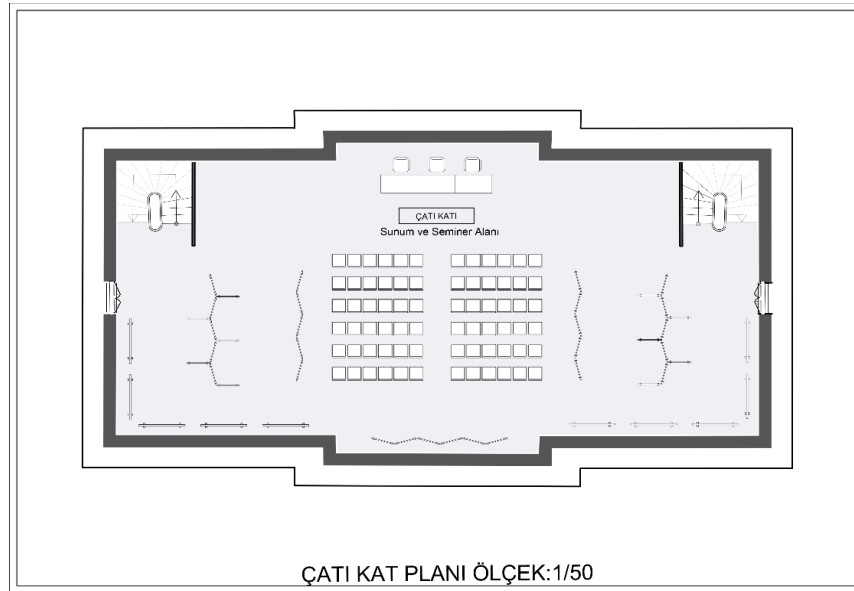 ÇATI KATI
Sunum ve Seminer Alanı
ÇATI KAT PLANI ÖLÇEK:1/50